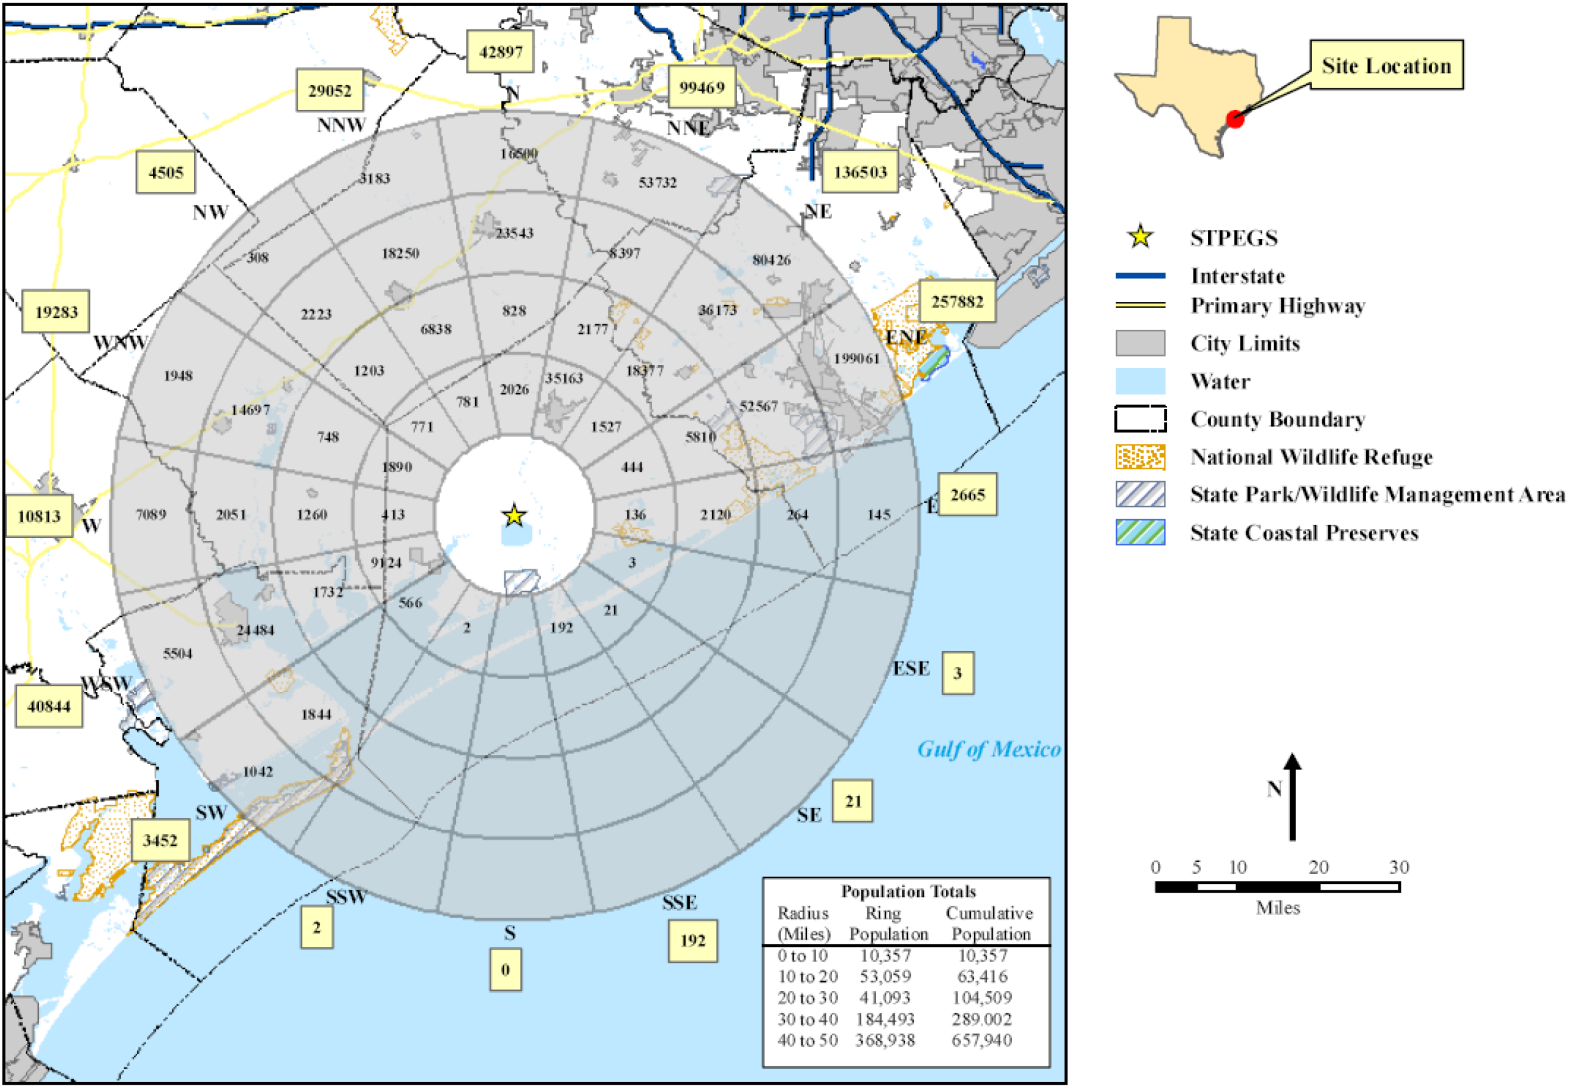 42897
29052
99469
N
NNW
NNE
16500
4505
3183
53732
136503
NW
NE
308
18250
23543
8397
80426
19283
2223
828
36173
257882
6838
2177
WNW
ENE
1948
1203
35163
18377
199061
781
2026
14697
748
771
1527
5810
52567
1890
444
10813
W
7089
2051
1260
413
136
2120
264
145
E
2665
9124
3
1732
566
21
24484
2
192
5504
WSW
ESE
3
40844
1844
Gulf of Mexico
1042
SW
SE
21
3452
SSW
SSE
2
S
192
0
Population Totals
Radius Ring Cumulative
(Miles) Population Population
0 to 10 10,357 10,357
10 to 20 53,059 63,416
20 to 30 41,093 104,509
30 to 40 184,493 289.002
40 to 50 368,938 657,940
Site Location
STPEGS
Interstate
Primary Highway
City Limits
Water
County Boundary
National Wildlife Refuge
State Park/Wildlife Management Area
State Coastal Preserves
N
0 5 10 20 30
Miles